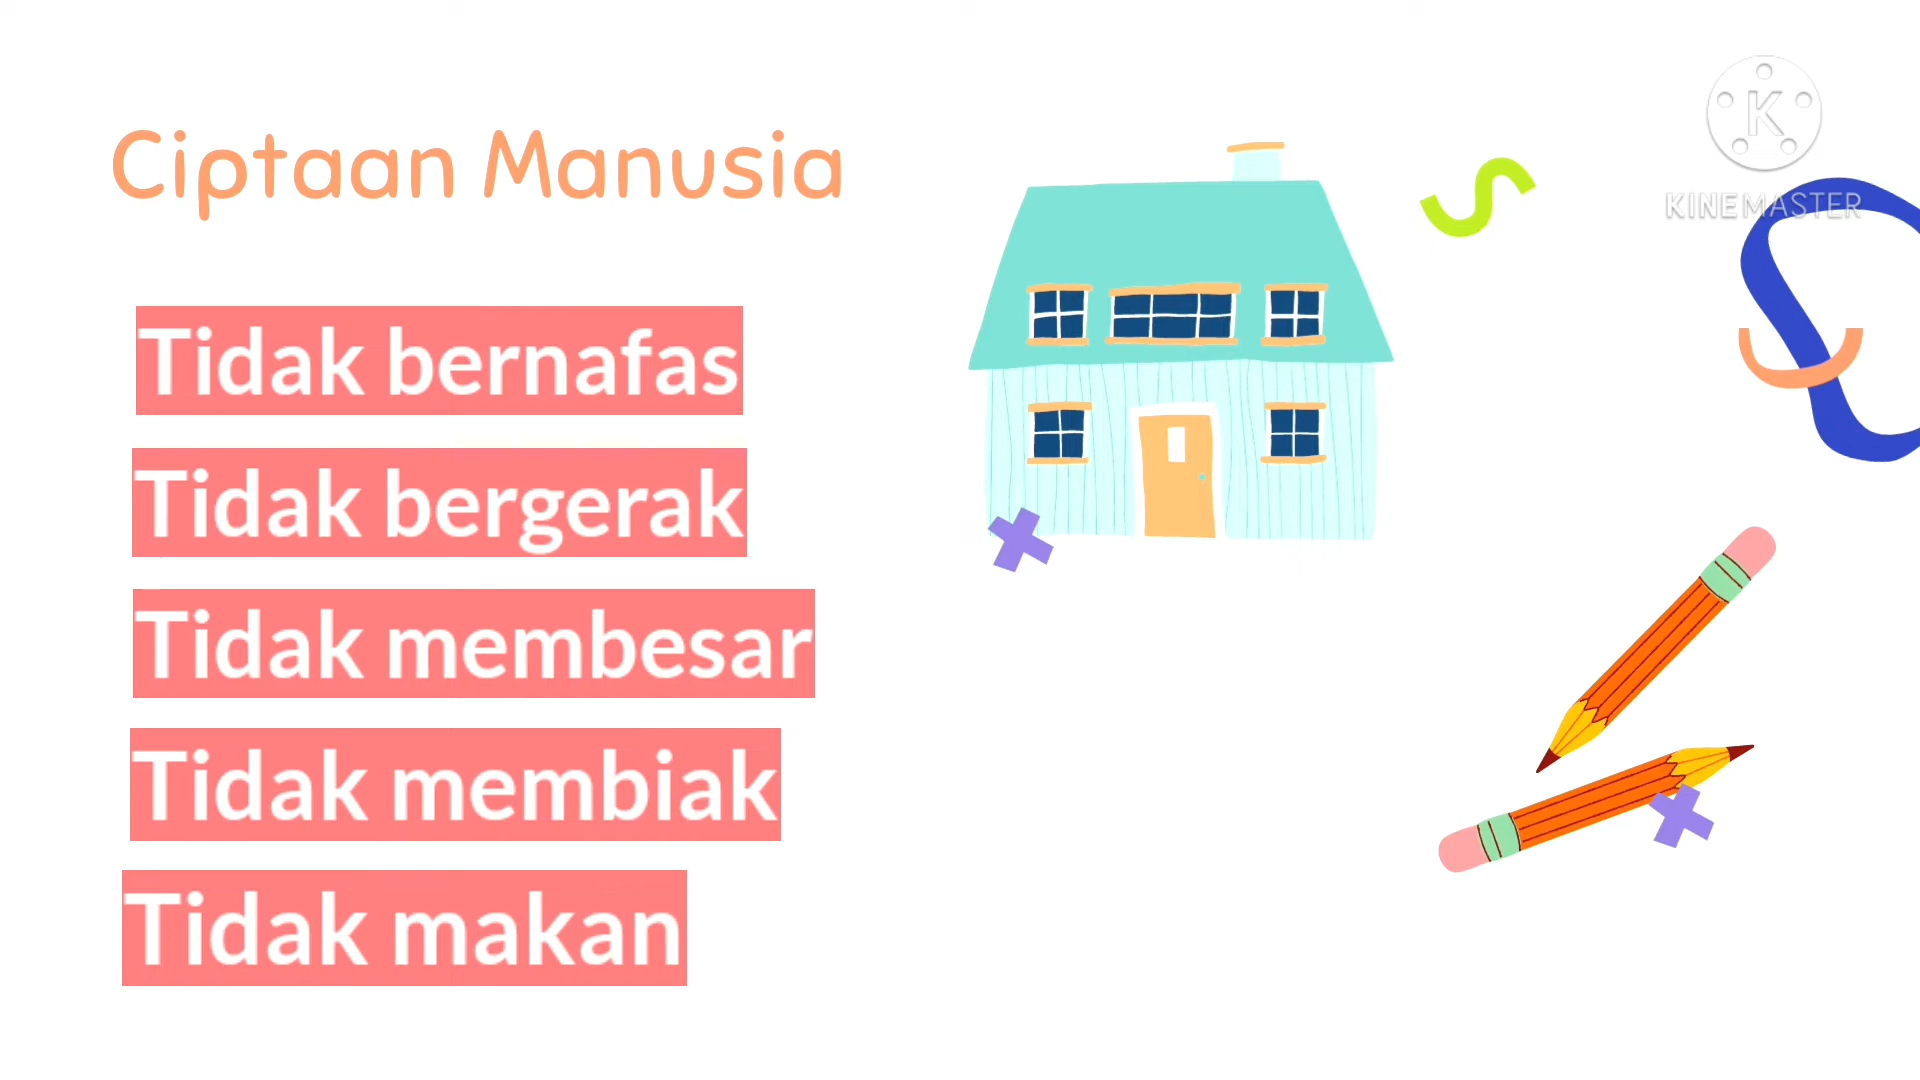 Ciptaan Manusia
Tidak bernafas
Tidak bergerak
Tidak membesar
Tidak membiak
Tidak makan
K
KINEMASTER